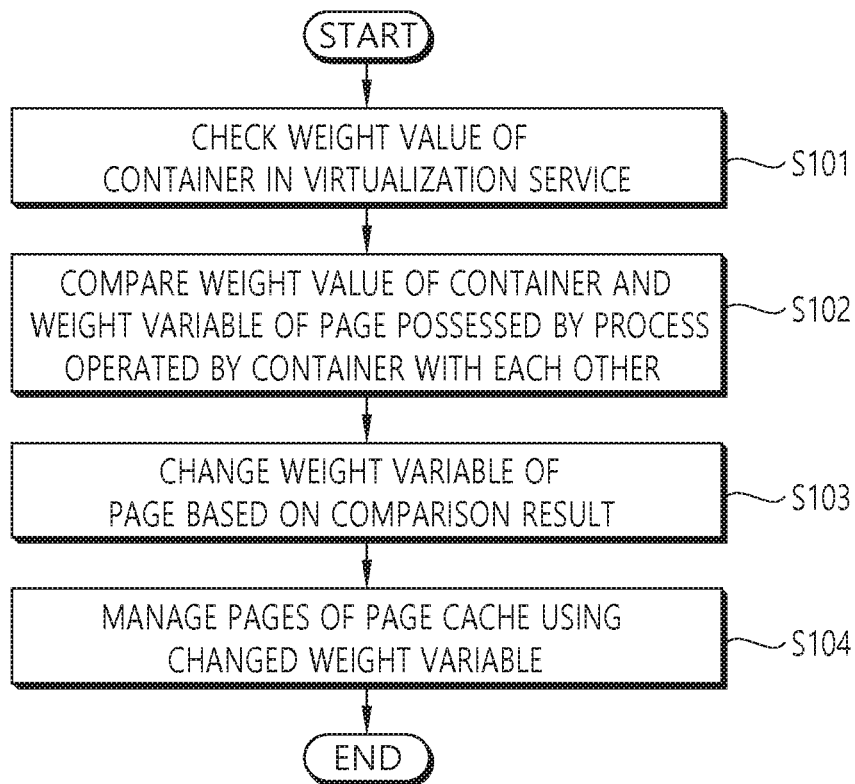 START
CHECK WEIGHT VALUE OF
CONTAINER IN VIRTUALIZATION SERVICE
S101
COMPARE WEIGHT VALUE OF CONTAINER AND
WEIGHT VARIABLE OF PAGE POSSESSED BY PROCESS
OPERATED BY CONTAINER WITH EACH OTHER
S102
CHANGE WEIGHT VARIABLE OF
PAGE BASED ON COMPARISON RESULT
S103
MANAGE PAGES OF PAGE CACHE USING
CHANGED WEIGHT VARIABLE
S104
END